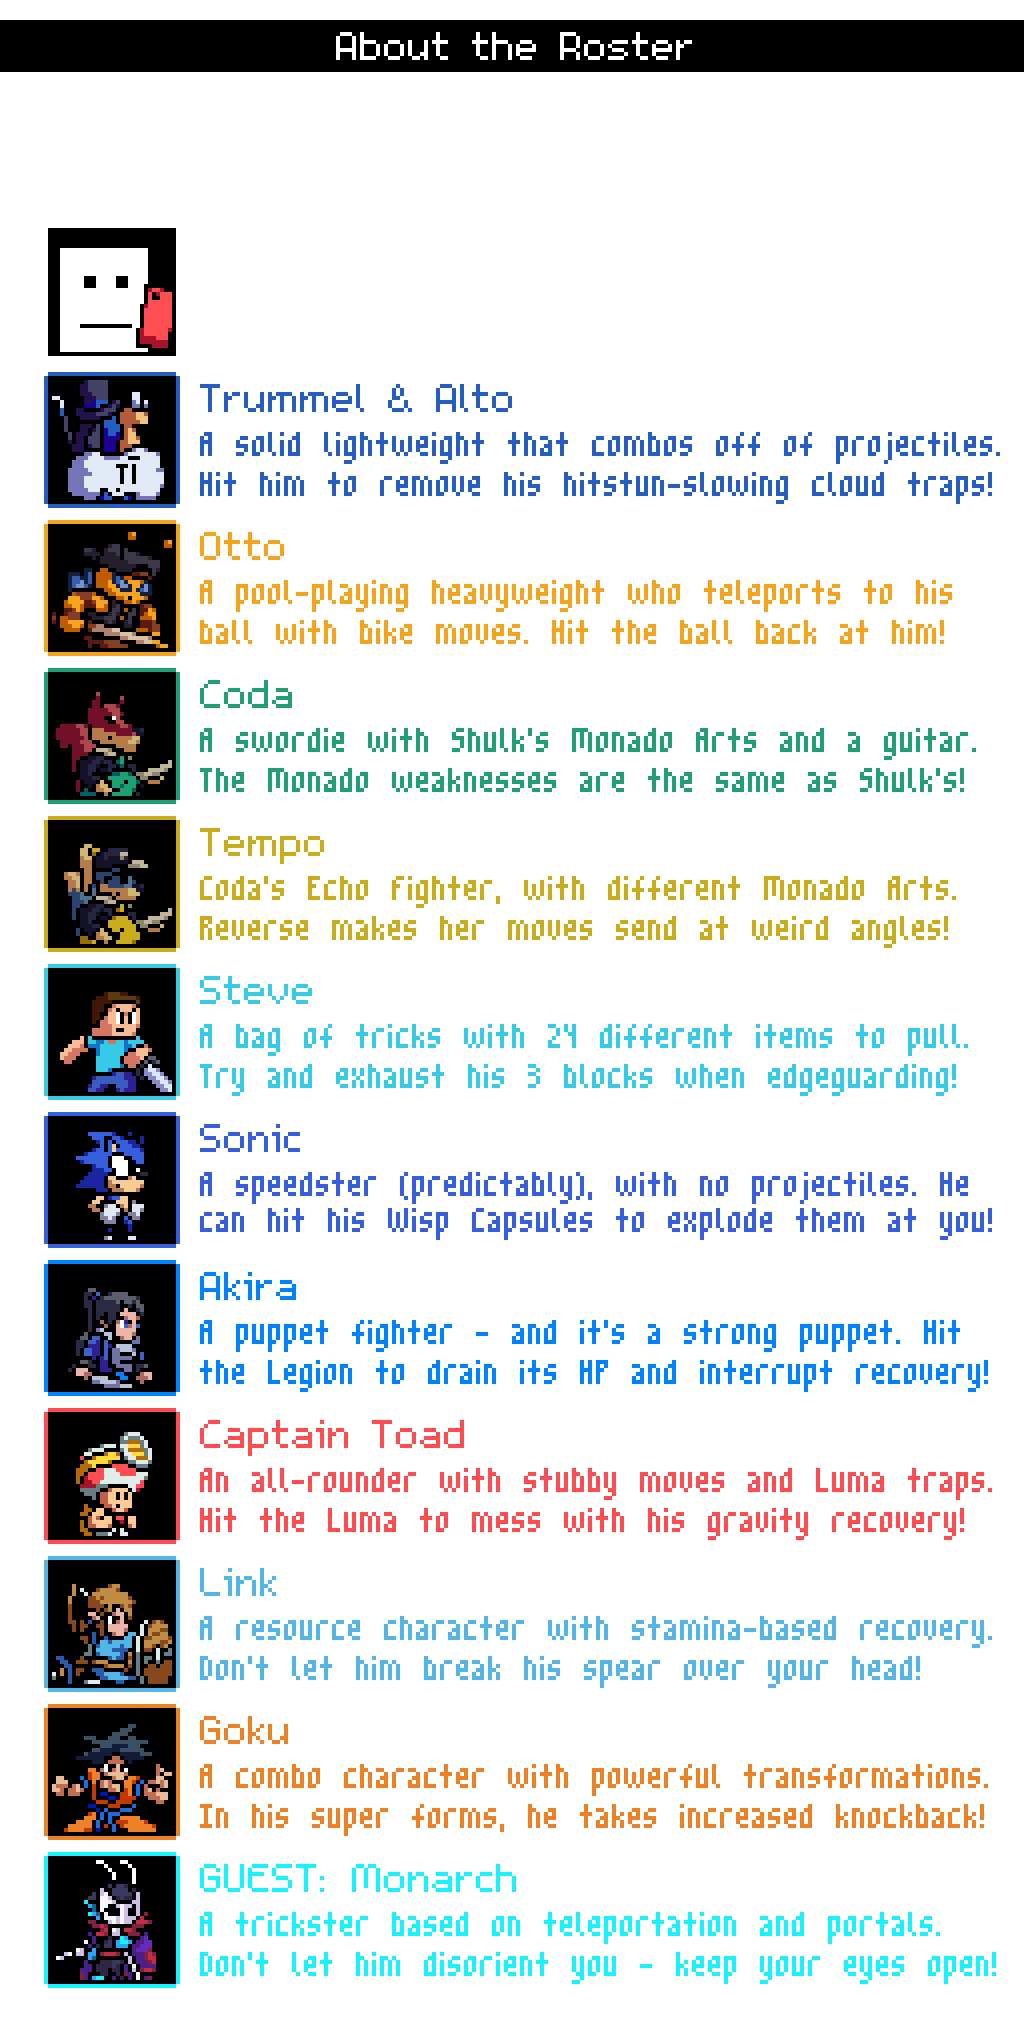 About the Roster
Trummel & Alto
TĪ
A solid lightweight that combos off of projectiles.
Hit him to remove his hitstun-slowing cloud traps!
Otto
A pool-playing heavyweight who teleports to his
ball with bike moves. Hit the ball back at him!
Coda
A swordie with Shulk's Monado Arts and a guitar.
The Monado weaknesses are the same as Shulk's!
Tempo
Coda's Echo Fighter, with different Monado Arts.
Reverse makes her moves send at weird angles!
Steve
A bag of tricks with 24 different items to pull.
Try and exhaust his 3 blocks when edgeguarding!
Sonic
A speedster (predictably), with no projectiles. He
can hit his Wisp Capsules to explode them at you!
Akira
A puppet fighter - and it's a strong puppet. Hit
the Legion to drain its HP and interrupt recovery!
Captain Toad
An all-rounder with stubby moves and Luma traps.
Hit the Luma to mess with his gravity recovery!
Link
A resource character with stamina-based recovery.
Don't let him break his spear over your head!
Goku
A combo character with powerful transformations.
In his super forms, he takes increased knockback!
GUEST: Monarch
A trickster based on teleportation and portals.
Don't let him disorient you - keep your eyes open!